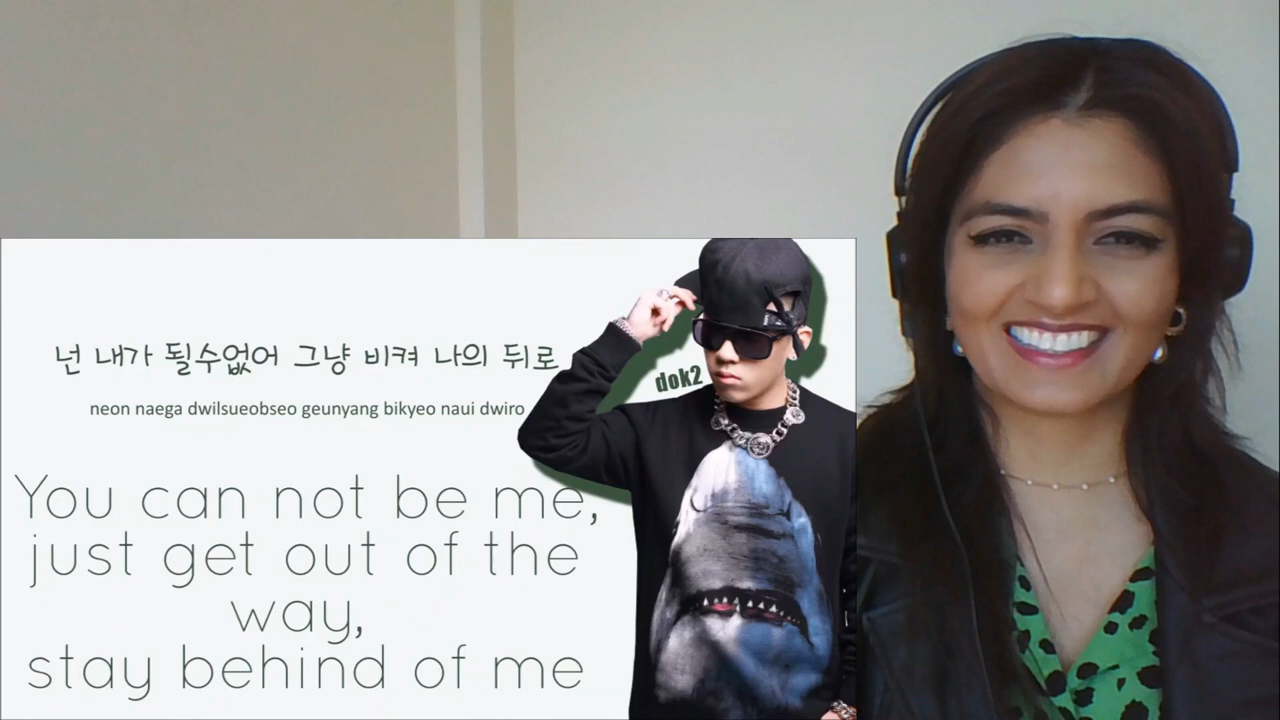 넌 내가 될수없어 그냥 비켜 나의 뒤로
neon naega dwilsueobseo geunyang bikyeo naui dwiro
dok2
You can not be me,
just get out of the
way,
stay behind of me